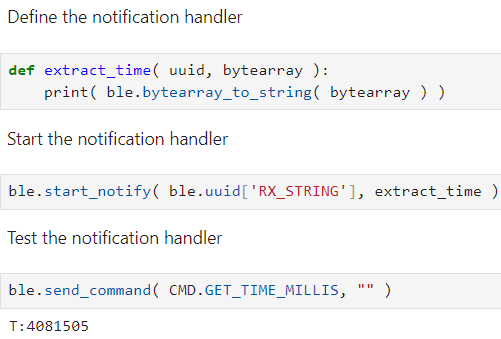 Define the notification handler
def extract_time( uuid, bytearray ):
    print( ble.bytearray_to_string( bytearray ) )
Start the notification handler
ble.start_notify( ble.uuid['RX_STRING'], extract_time )
Test the notification handler
ble.send_command( CMD.GET_TIME_MILLIS, "" )
T:4081505